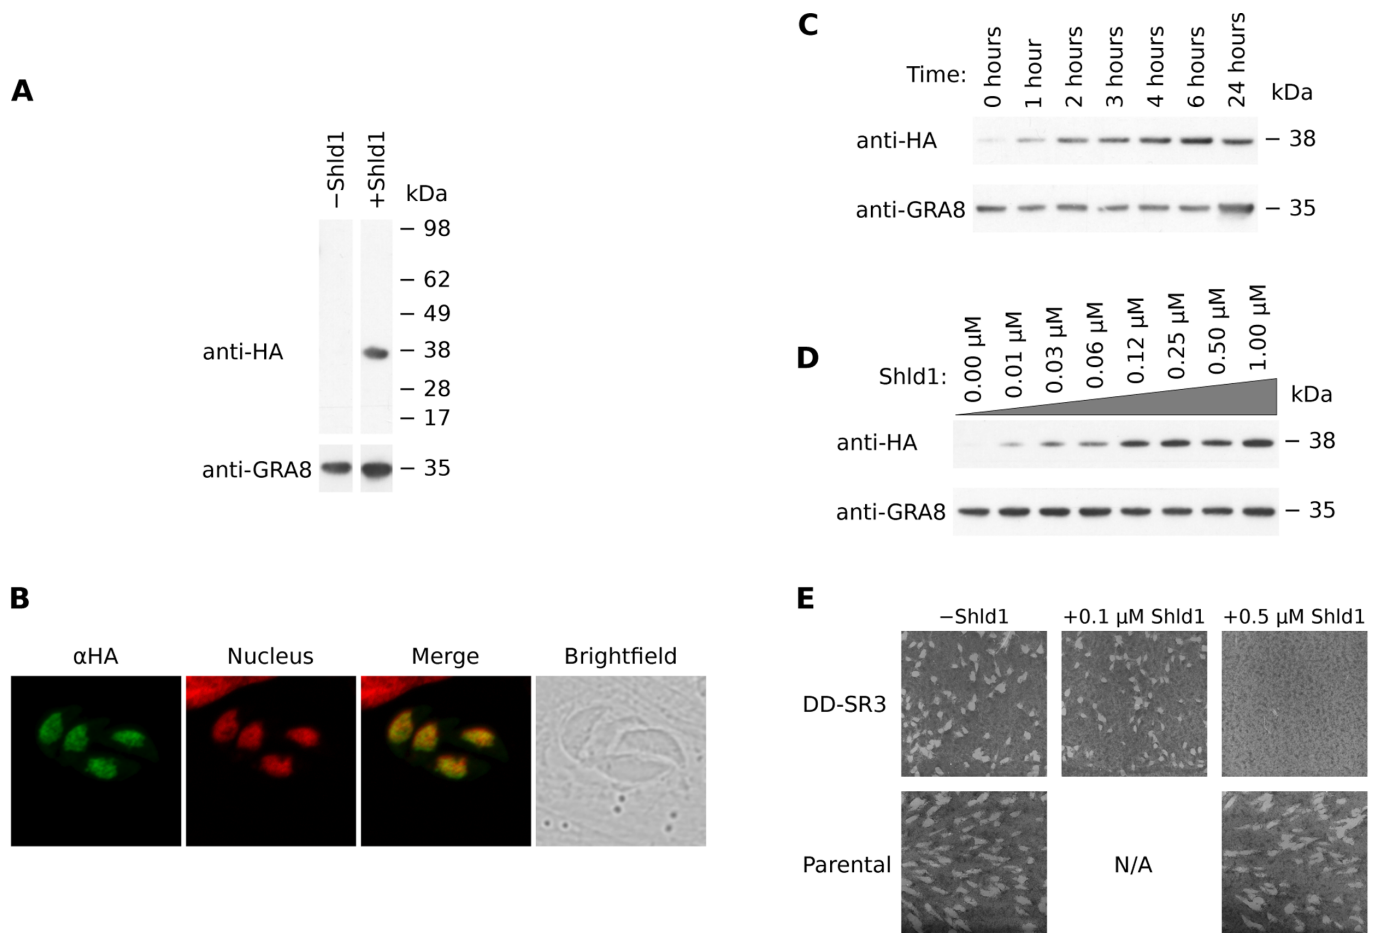 A
−Shld1
+Shld1
kDa
98
62
49
anti-HA
38
28
17
anti-GRA8
35
B
αHA
Nucleus
Merge
Brightfield
C
Time:
0 hours
1 hour
2 hours
3 hours
4 hours
6 hours
24 hours
kDa
anti-HA
38
anti-GRA8
35
D
Shld1:
0.00 µM
0.01 µM
0.03 µM
0.06 µM
0.12 µM
0.25 µM
0.50 µM
1.00 µM
kDa
anti-HA
38
anti-GRA8
35
E
−Shld1
+0.1 µM Shld1
+0.5 µM Shld1
DD-SR3
Parental
N/A